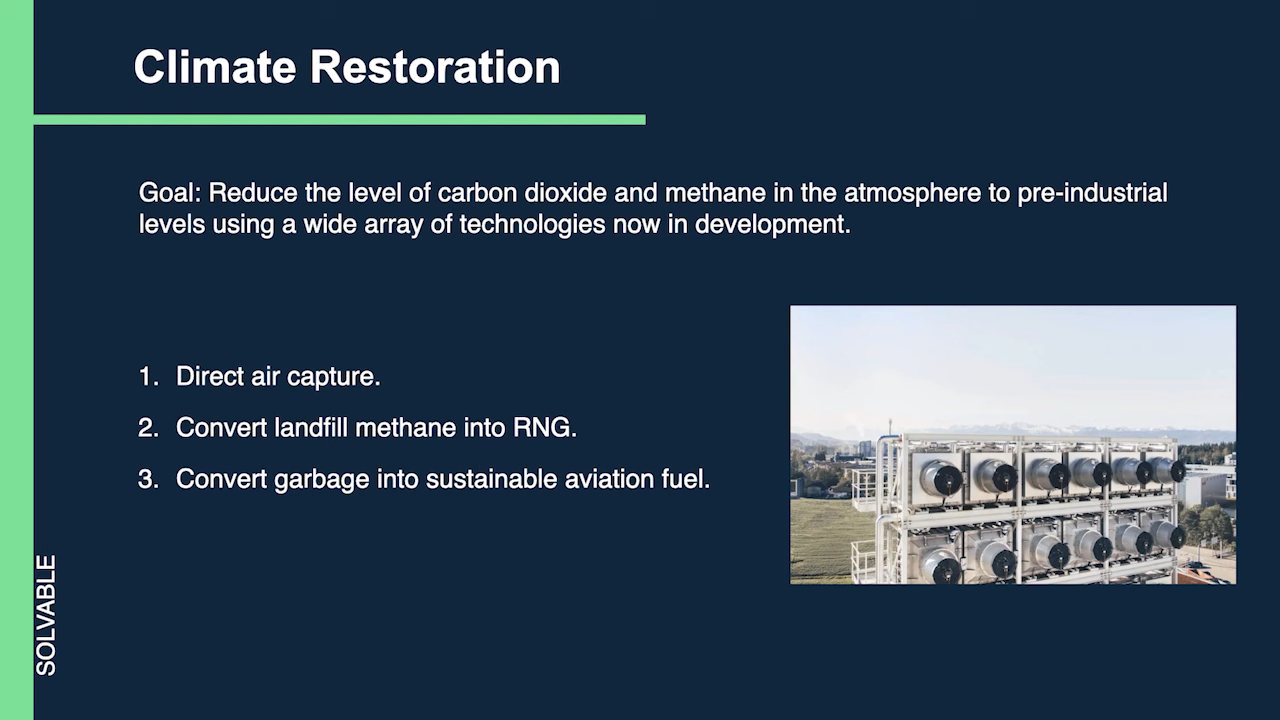 Climate Restoration
Goal: Reduce the level of carbon dioxide and methane in the atmosphere to pre-industrial
levels using a wide array of technologies now in development.
1. Direct air capture.
2. Convert landfill methane into RNG.
3. Convert garbage into sustainable aviation fuel.
SOLVABLE